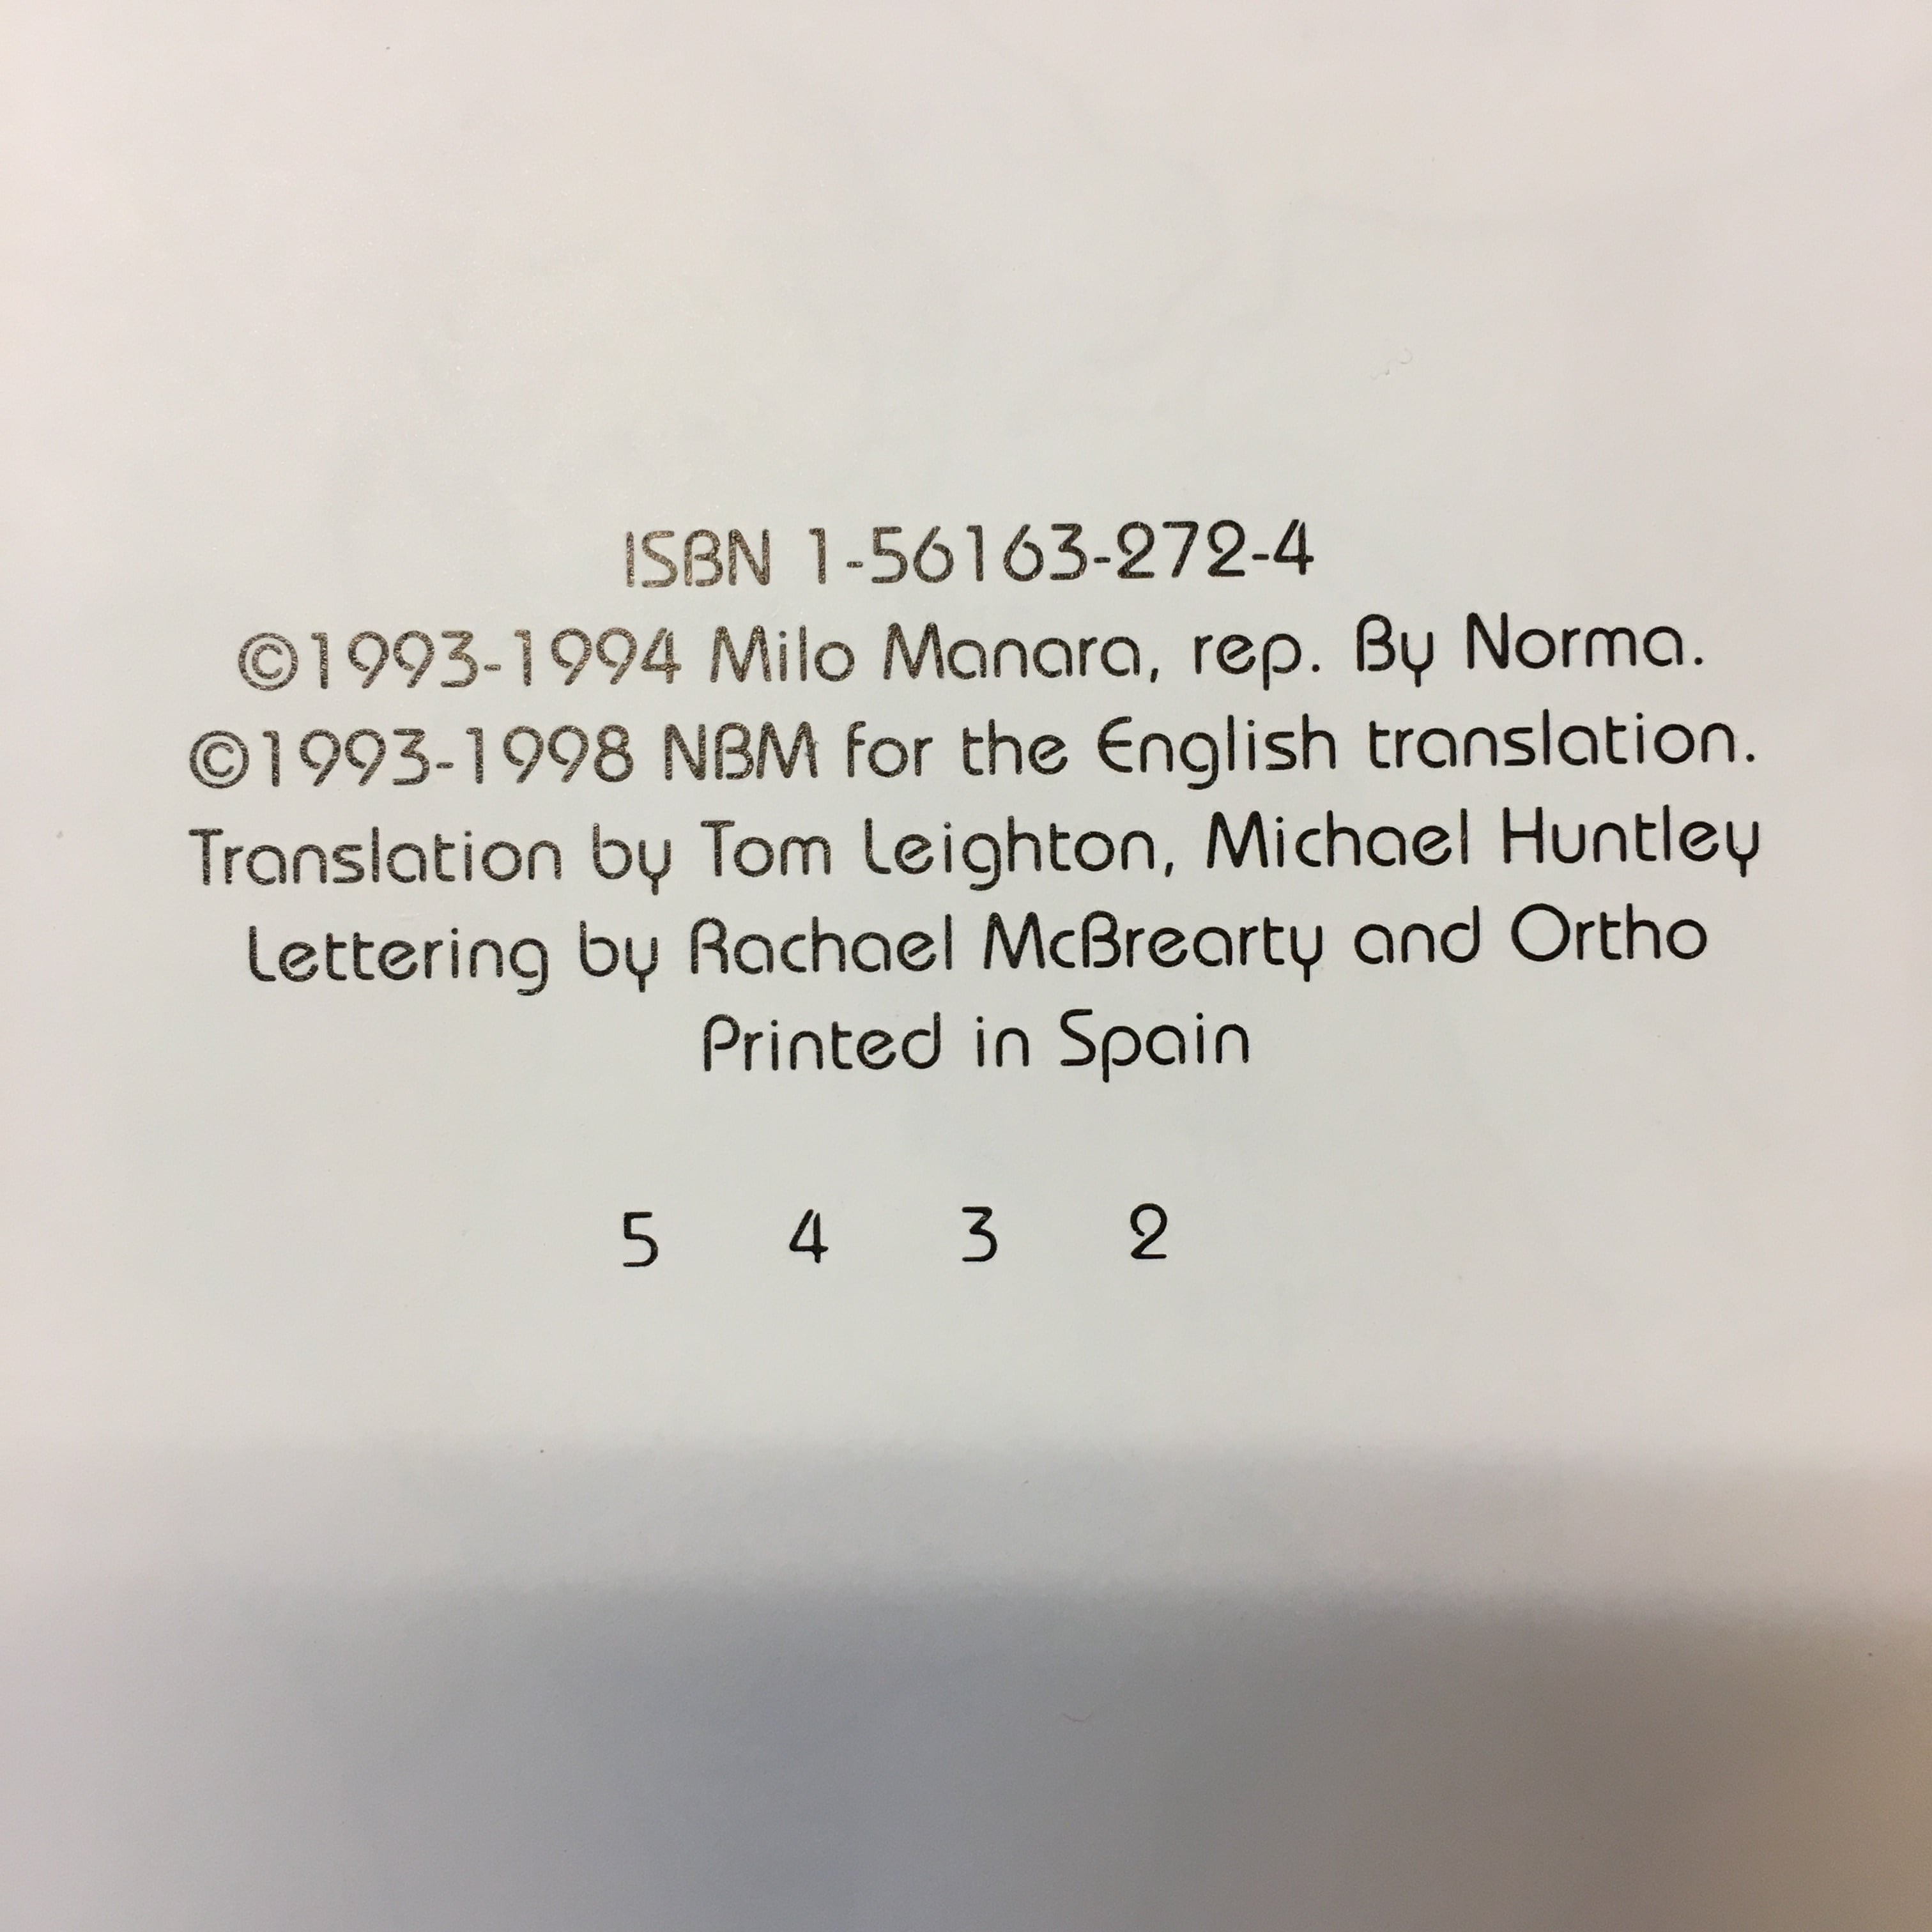 ISBN 1-56163-272-4
©1993-1994 Milo Manara, rep. By Norma.
©1993-1998 NBM for the English translation.
Translation by Tom Leighton, Michael Huntley
Lettering by Rachael McBrearty and Ortho
Printed in Spain
5 4 3 2